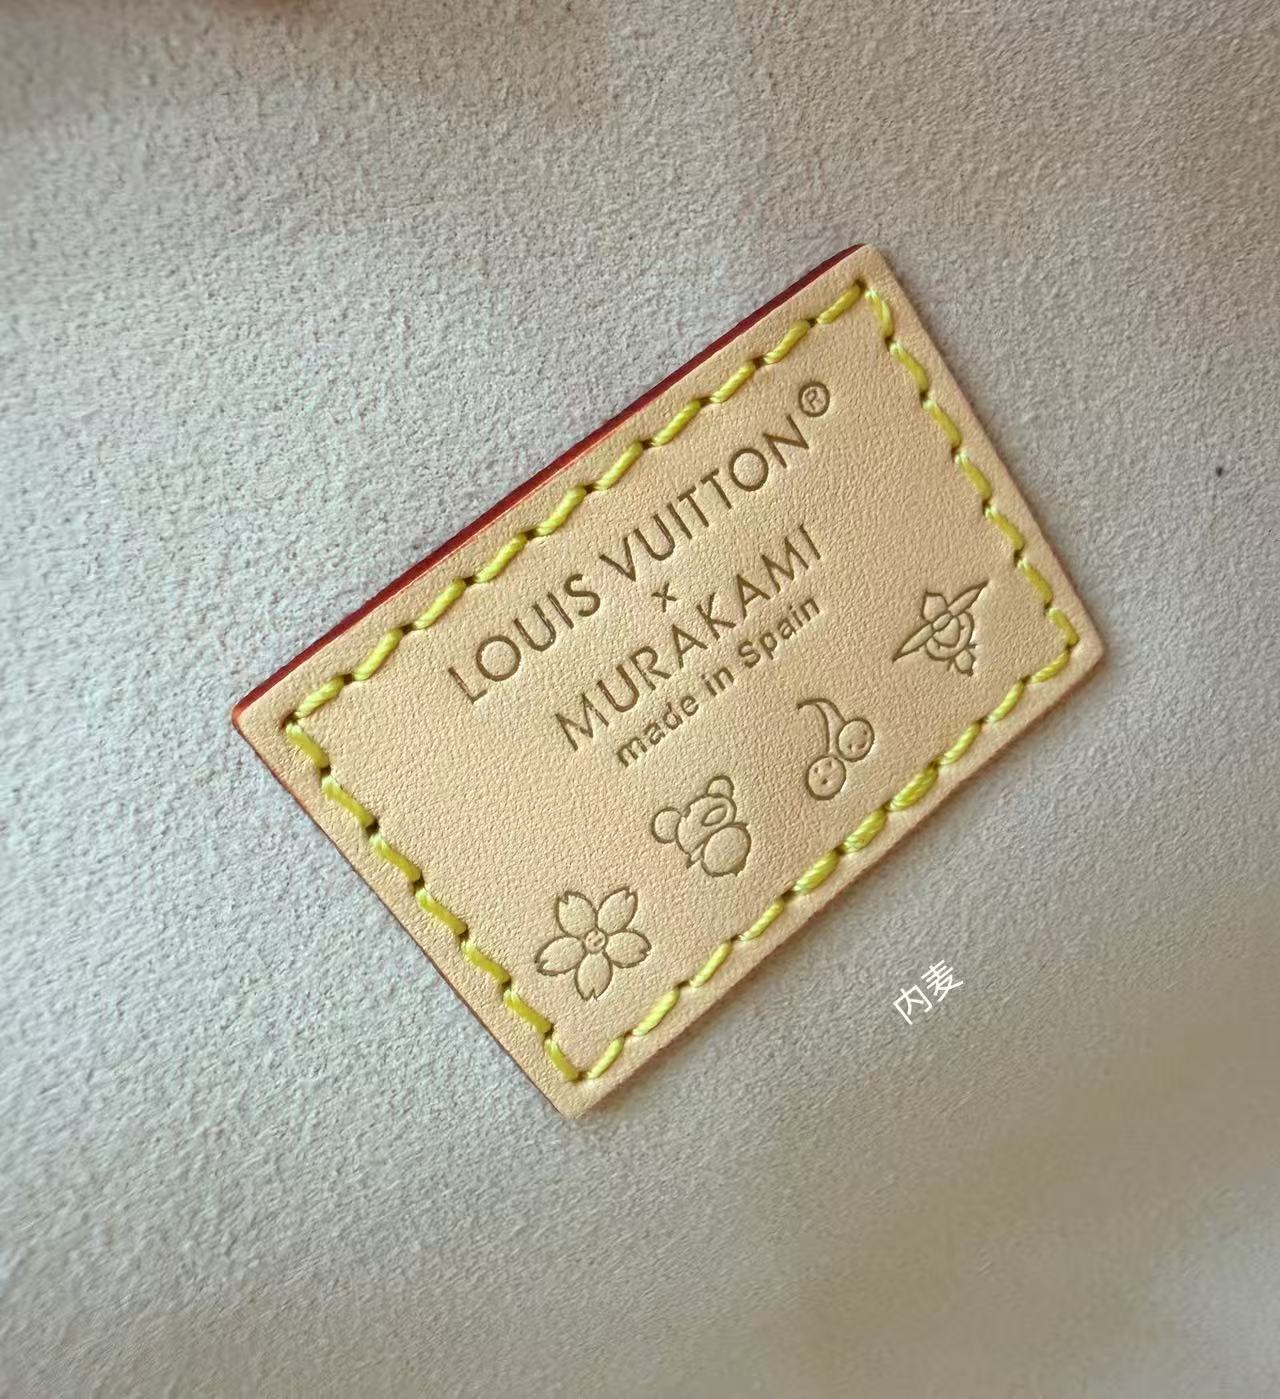 LOUIS VUITTON®
x
MURAKAMI
made in Spain
内麦